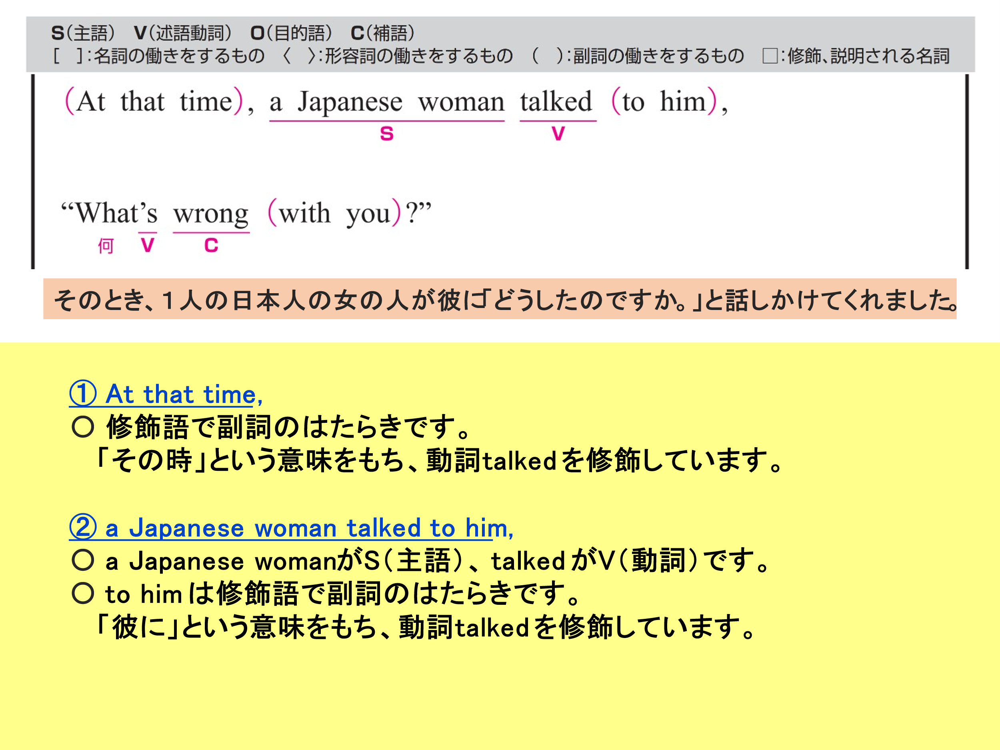 S(主語) V(述語動詞) O(目的語) C(補語)
[ ]:名詞の働きをするもの 〈 〉:形容詞の働きをするもの ( ):副詞の働きをするもの □:修飾、説明される名詞
(At that time), a Japanese woman talked (to him),
S V
“What’s wrong (with you)?”
何 V C
そのとき、1人の日本人の女の人が彼に「どうしたのですか。」と話しかけてくれました。
① At that time,
○ 修飾語で副詞のはたらきです。
「その時」という意味をもち、動詞talkedを修飾しています。
② a Japanese woman talked to him,
○ a Japanese womanがS(主語)、talkedがV(動詞)です。
○ to himは修飾語で副詞のはたらきです。
「彼に」という意味をもち、動詞talkedを修飾しています。